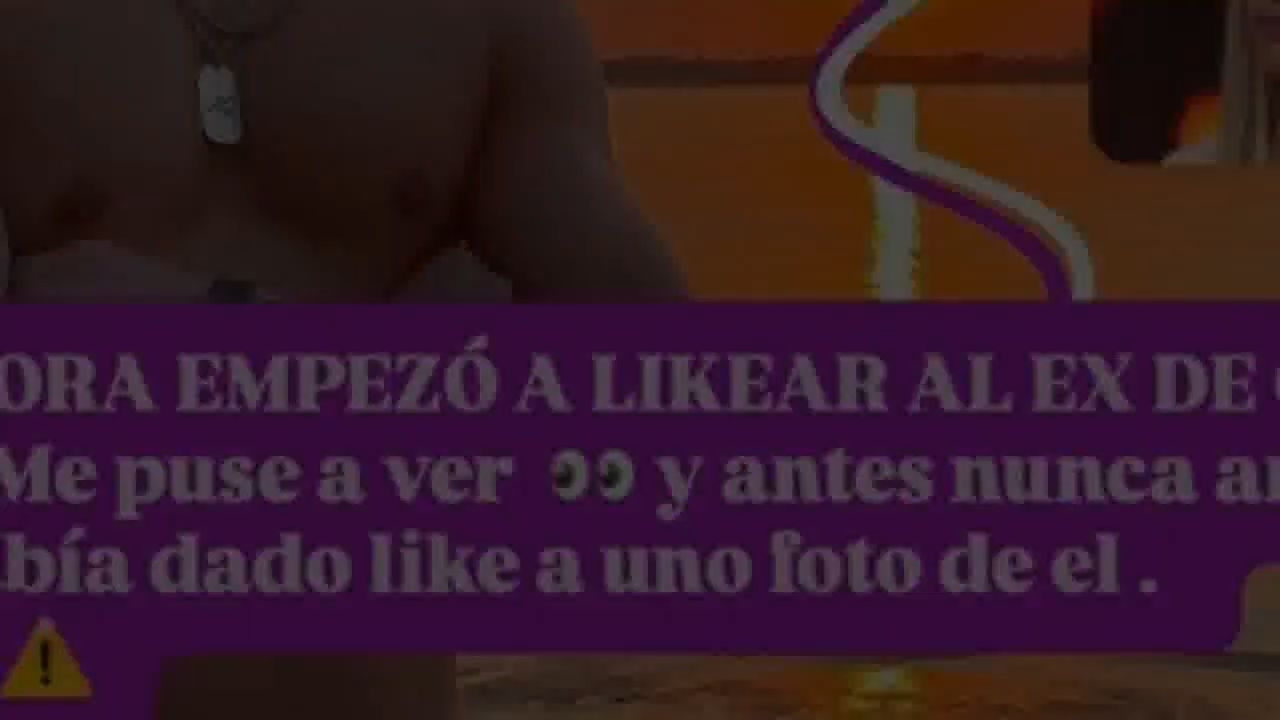 ORA EMPEZÓ A LIKEAR AL EX DE
Me puse a ver 👀 y antes nunca
bía dado like a uno foto de el .